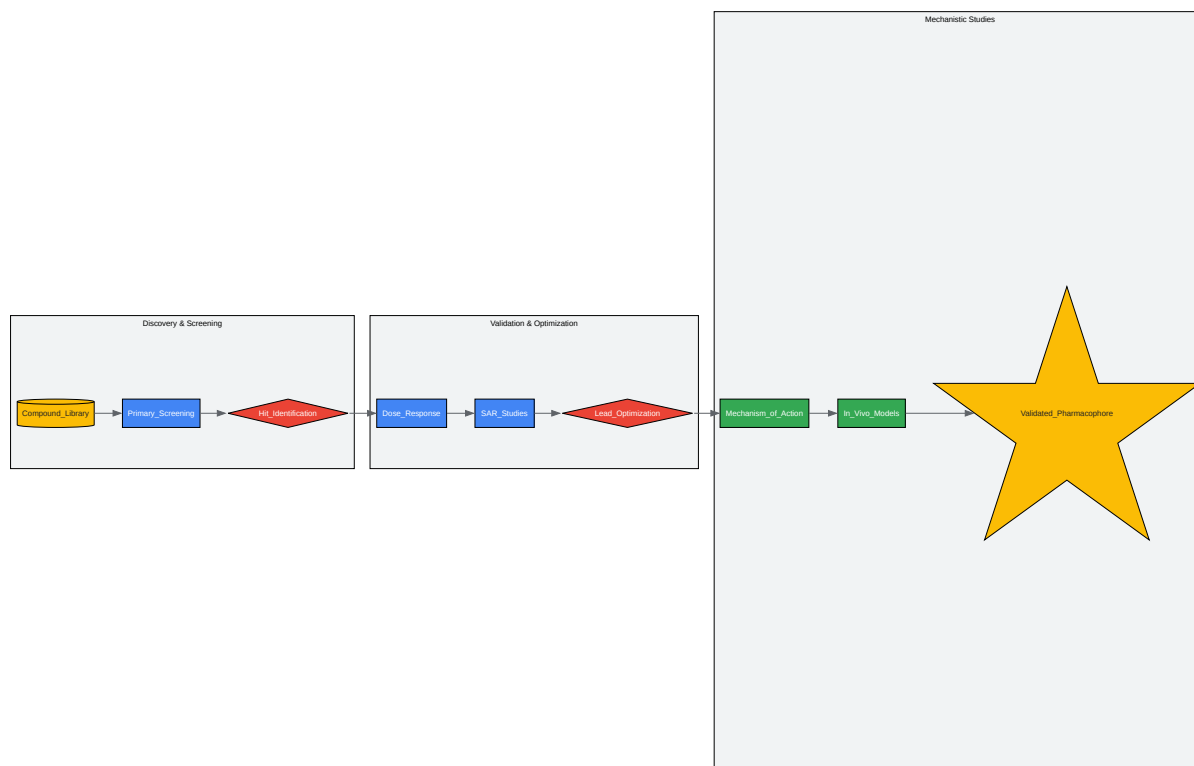 Discovery & Screening
Compound_Library
Primary_Screening
Hit_Identification
Validation & Optimization
Dose_Response
SAR_Studies
Lead_Optimization
Mechanistic Studies
Mechanism_of_Action
In_Vivo_Models
Validated_Pharmacophore